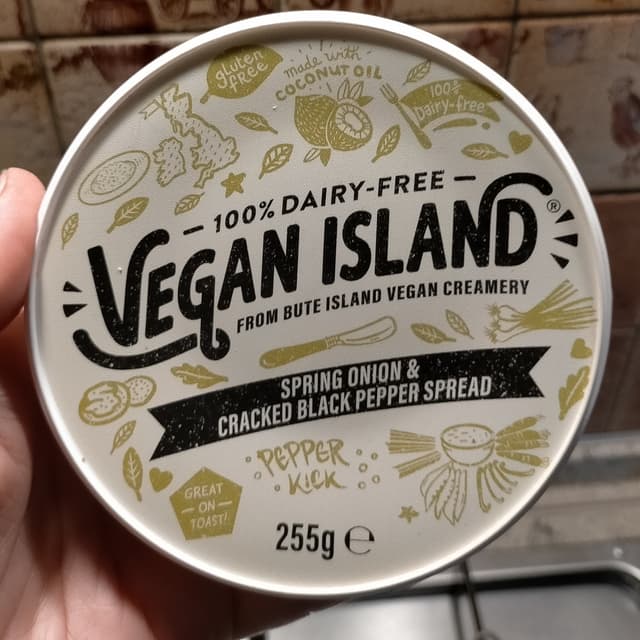 gluten
free
made with
COCONUT OIL
100%
dairy-free
100% DAIRY-FREE
VEGAN ISLAND®
FROM BUTE ISLAND VEGAN CREAMERY
SPRING ONION &
CRACKED BLACK PEPPER SPREAD
PEPPER
KICK
GREAT
ON
TOAST!
255g ℮